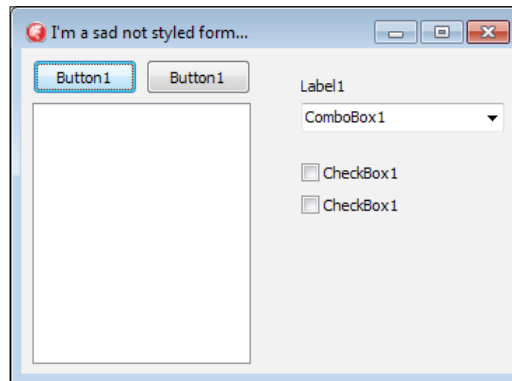 I'm a sad not styled form...
Button1
Button1
Label1
ComboBox1
CheckBox1
CheckBox1